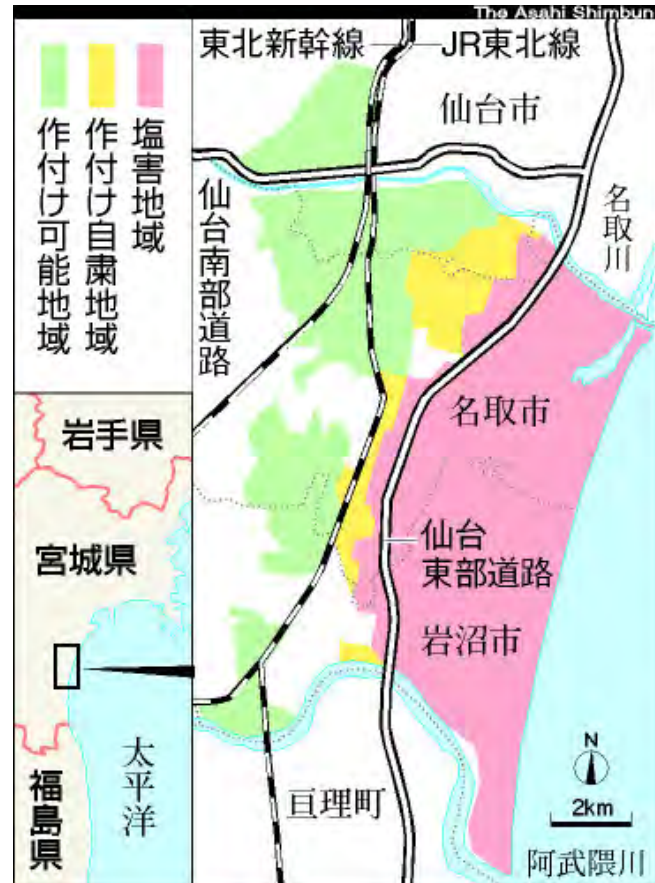 The Asahi Shimbun
塩害地域
作付け自粛地域
作付け可能地域
東北新幹線
JR東北線
仙台市
名取川
仙台南部道路
名取市
仙台
東部道路
岩沼市
亘理町
阿武隈川
N
2km
岩手県
宮城県
太平洋
福島県